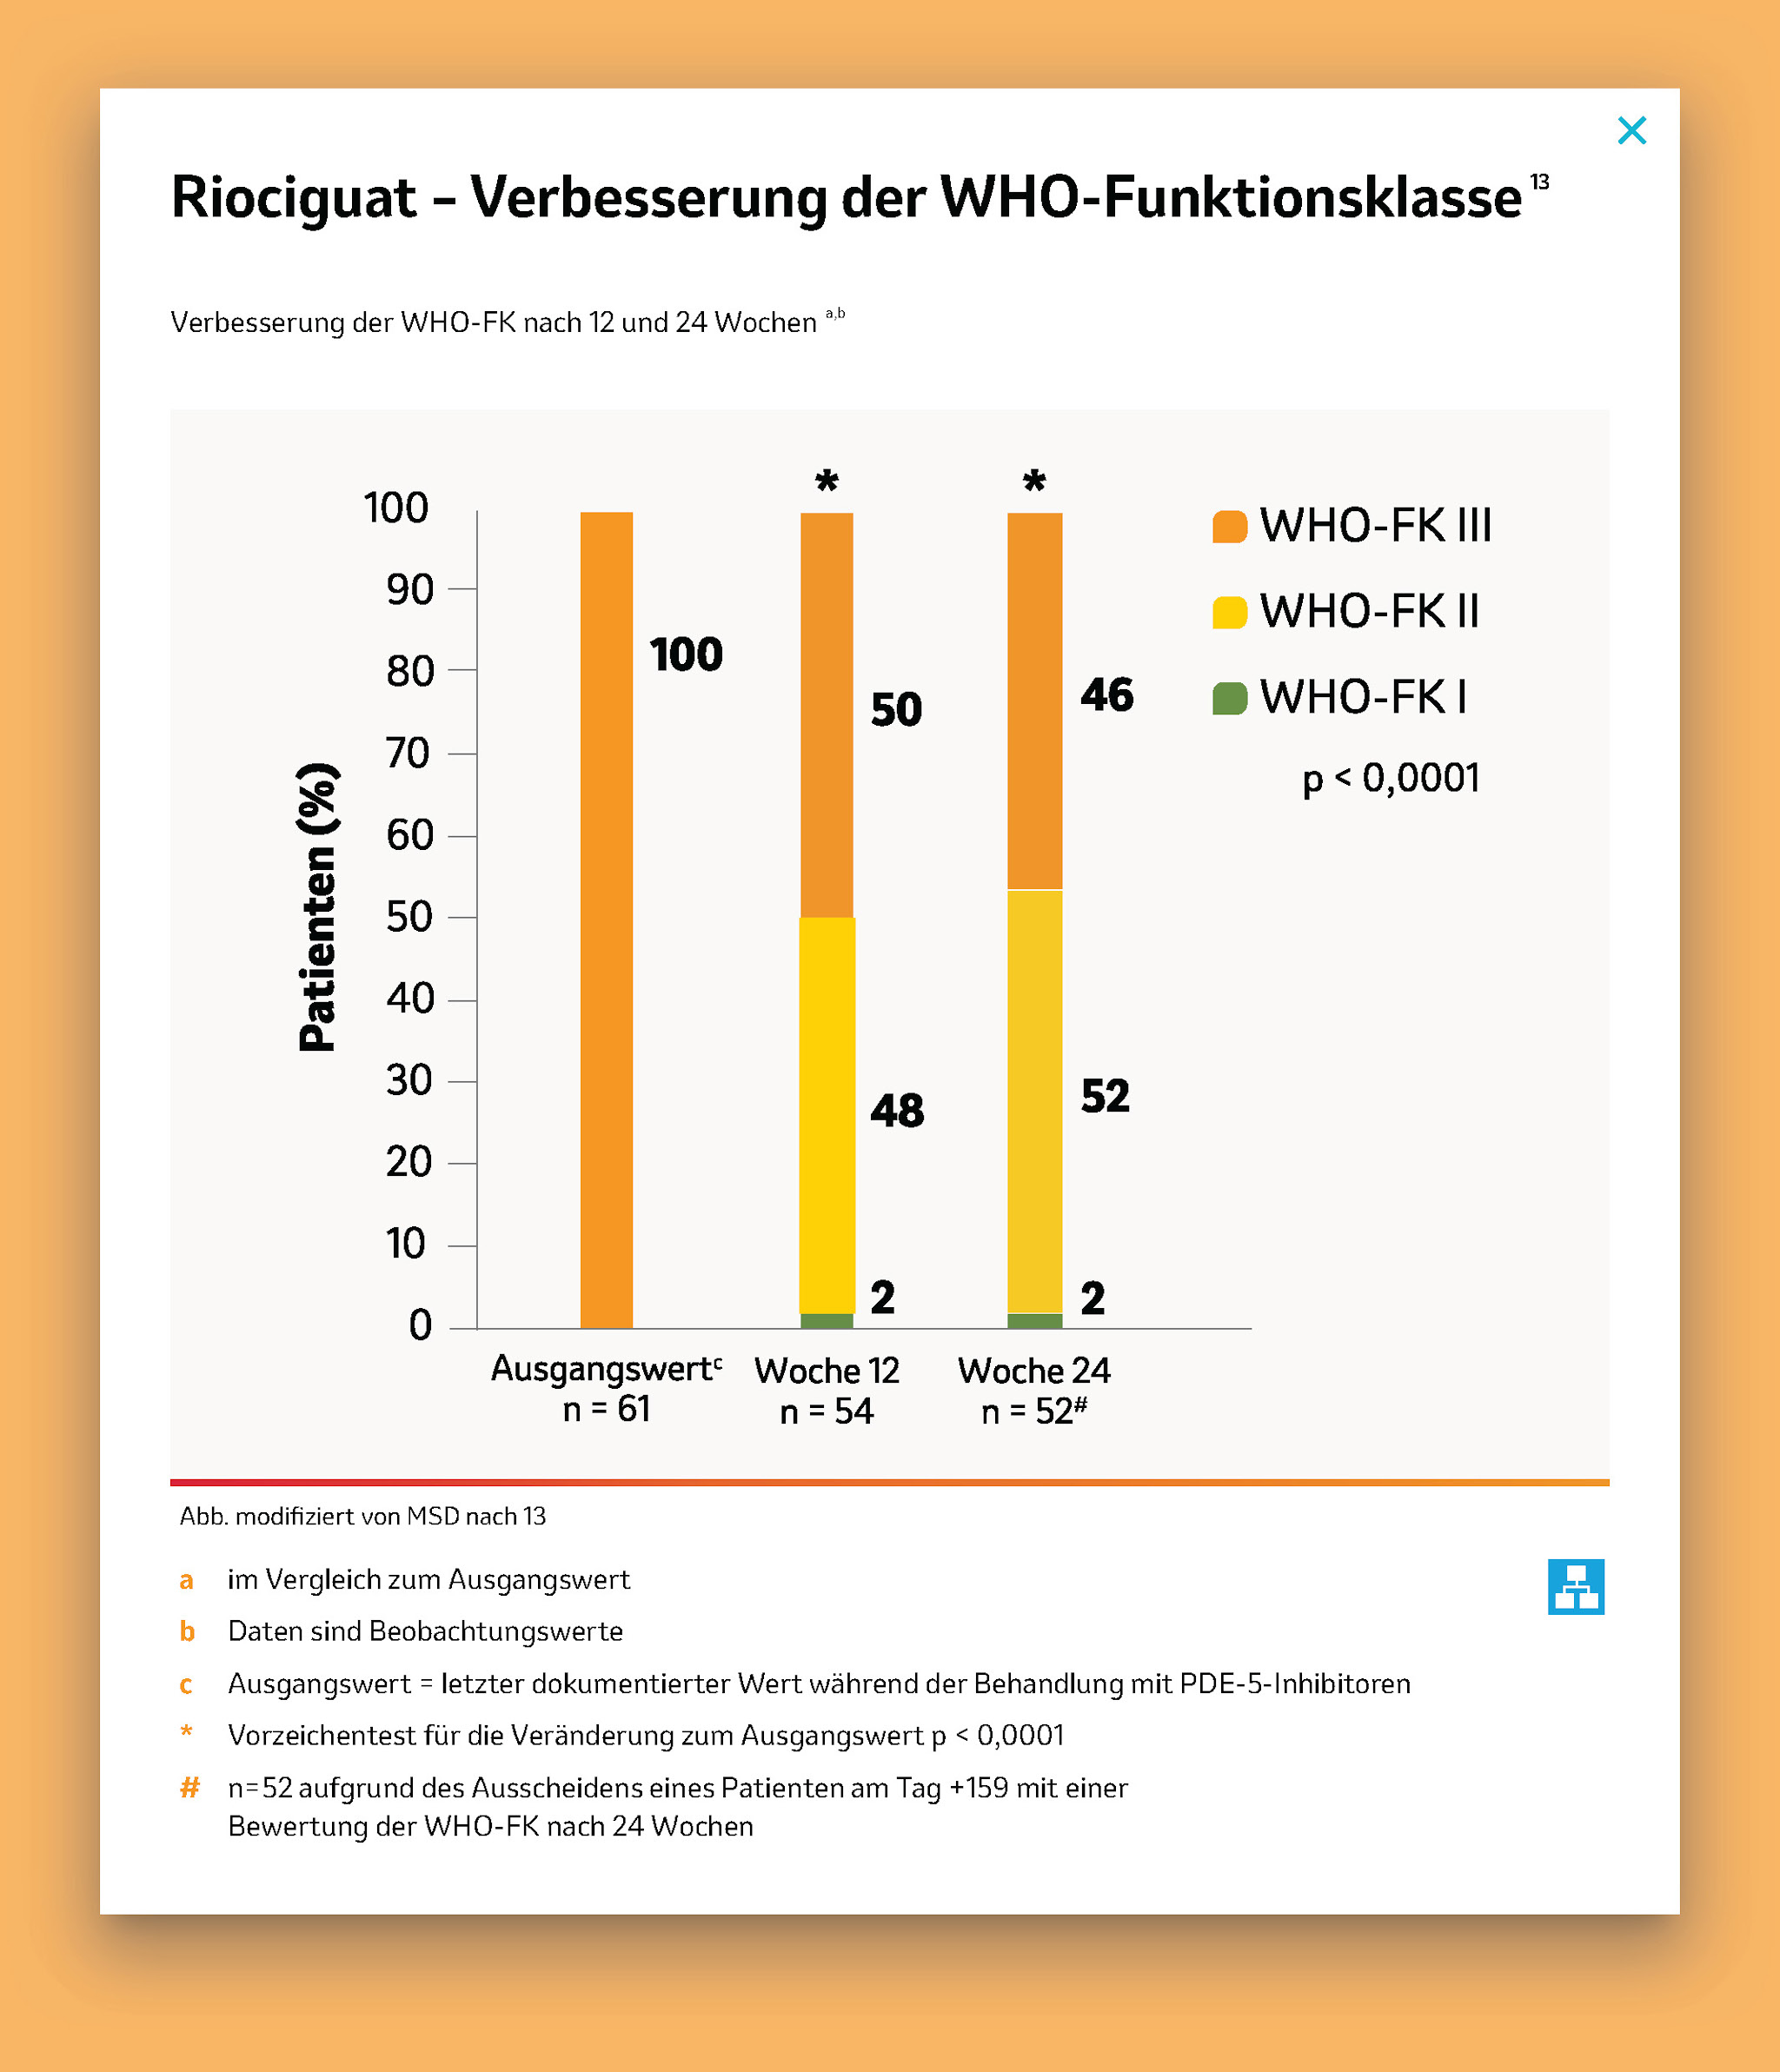 Riociguat – Verbesserung der WHO-Funktionsklasse 13
Verbesserung der WHO-FK nach 12 und 24 Wochen a,b
Patienten (%)
100
90
80
70
60
50
40
30
20
10
0
100
*
50
48
2
*
46
52
2
WHO-FK III
WHO-FK II
WHO-FK I
p < 0,0001
Ausgangswertc
n = 61
Woche 12
n = 54
Woche 24
n = 52#
Abb. modifiziert von MSD nach 13
a im Vergleich zum Ausgangswert
b Daten sind Beobachtungswerte
c Ausgangswert = letzter dokumentierter Wert während der Behandlung mit PDE-5-Inhibitoren
* Vorzeichentest für die Veränderung zum Ausgangswert p < 0,0001
# n=52 aufgrund des Ausscheidens eines Patienten am Tag +159 mit einer
Bewertung der WHO-FK nach 24 Wochen